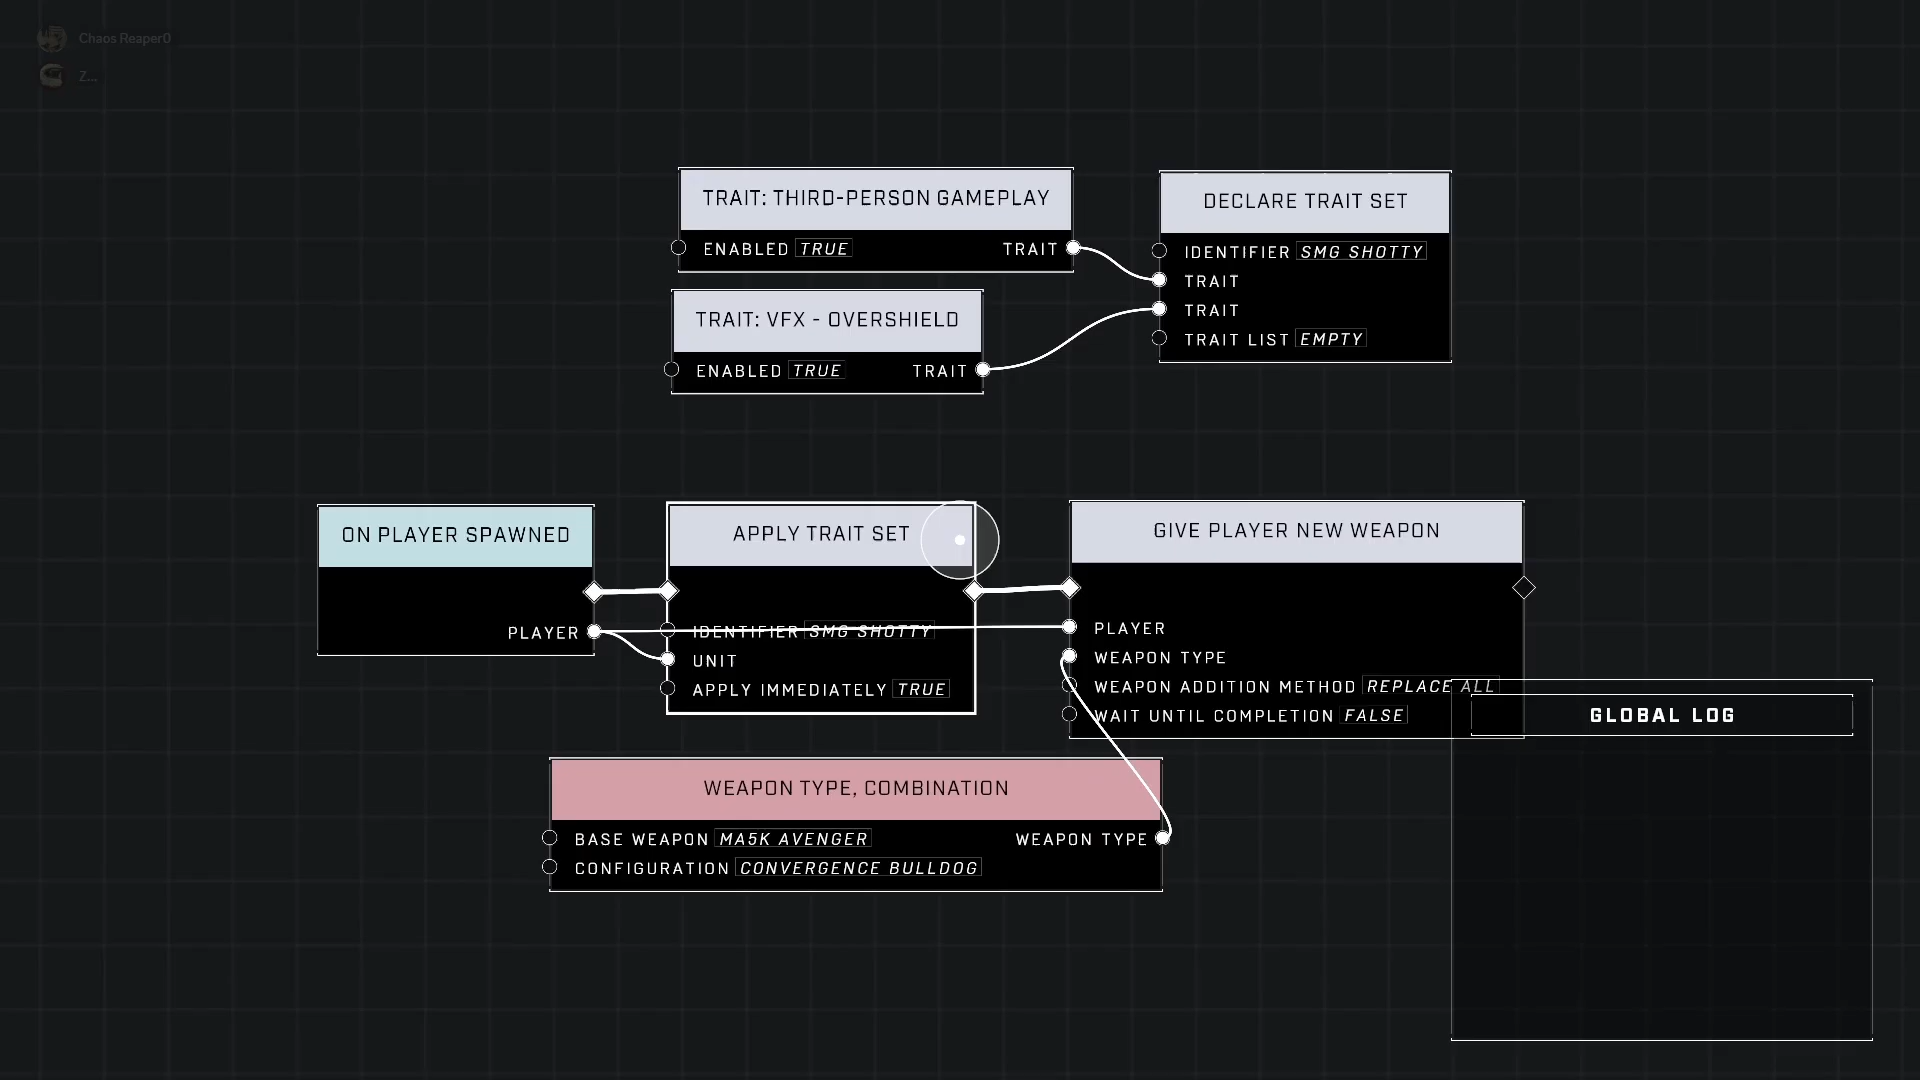 Chaos Reaper0
Z...
TRAIT: THIRD-PERSON GAMEPLAY
ENABLED TRUE TRAIT
DECLARE TRAIT SET
IDENTIFIER SMG SHOTTY
TRAIT
TRAIT
TRAIT LIST EMPTY
TRAIT: VFX - OVERSHIELD
ENABLED TRUE TRAIT
ON PLAYER SPAWNED
PLAYER
APPLY TRAIT SET
IDENTIFIER SMG SHOTTY
UNIT
APPLY IMMEDIATELY TRUE
GIVE PLAYER NEW WEAPON
PLAYER
WEAPON TYPE
WEAPON ADDITION METHOD REPLACE ALL
WAIT UNTIL COMPLETION FALSE
GLOBAL LOG
WEAPON TYPE, COMBINATION
BASE WEAPON MA5K AVENGER WEAPON TYPE
CONFIGURATION CONVERGENCE BULLDOG